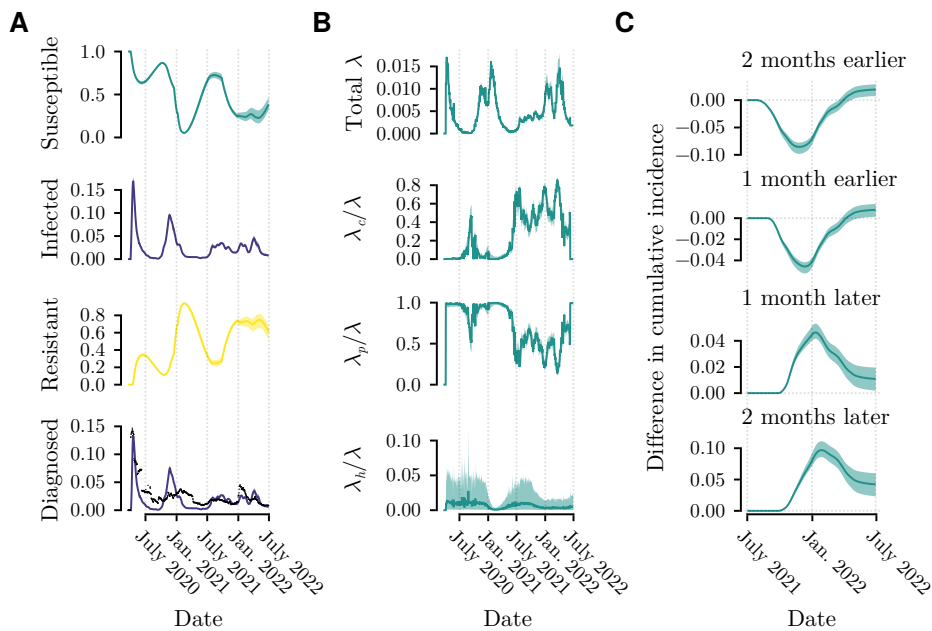 A
Susceptible
1.0
0.5
0.0
Infected
0.15
0.10
0.05
0.00
Resistant
0.8
0.6
0.4
0.2
0.0
Diagnosed
0.15
0.10
0.05
0.00
July 2020
Jan. 2021
July 2021
Jan. 2022
July 2022
Date
B
Total λ
0.015
0.010
0.005
0.000
λc/λ
0.8
0.6
0.4
0.2
0.0
λp/λ
1.0
0.5
0.0
λh/λ
0.10
0.05
0.00
July 2020
Jan. 2021
July 2021
Jan. 2022
July 2022
Date
C
Difference in cumulative incidence
2 months earlier
0.00
−0.05
−0.10
1 month earlier
0.00
−0.02
−0.04
1 month later
0.04
0.02
0.00
2 months later
0.10
0.05
0.00
July 2021
Jan. 2022
July 2022
Date